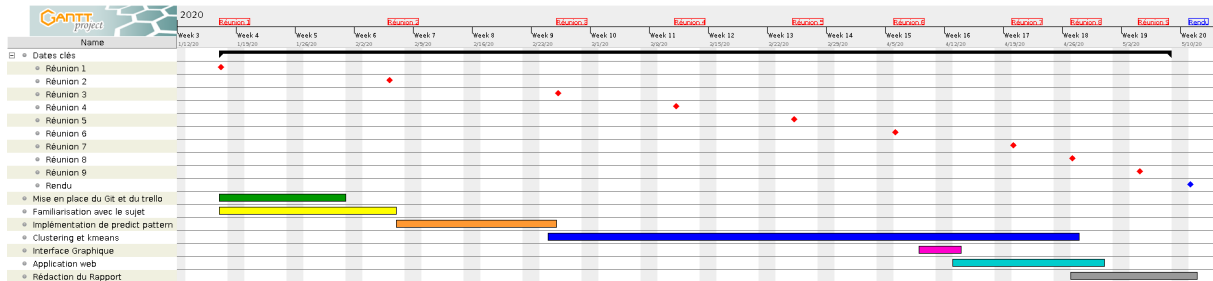 GANTT
project
2020
Réunion 1 Réunion 2 Réunion 3 Réunion 4 Réunion 5 Réunion 6 Réunion 7 Réunion 8 Réunion 9 Rendu
Name
Week 3 Week 4 Week 5 Week 6 Week 7 Week 8 Week 9 Week 10 Week 11 Week 12 Week 13 Week 14 Week 15 Week 16 Week 17 Week 18 Week 19 Week 20
1/12/20 1/19/20 1/26/20 2/2/20 2/9/20 2/16/20 2/23/20 3/1/20 3/8/20 3/15/20 3/22/20 3/29/20 4/5/20 4/12/20 4/19/20 4/26/20 5/3/20 5/10/20
Dates clés
Réunion 1
Réunion 2
Réunion 3
Réunion 4
Réunion 5
Réunion 6
Réunion 7
Réunion 8
Réunion 9
Rendu
Mise en place du Git et du trello
Familiarisation avec le sujet
Implémentation de predict pattern
Clustering et kmeans
Interface Graphique
Application web
Rédaction du Rapport